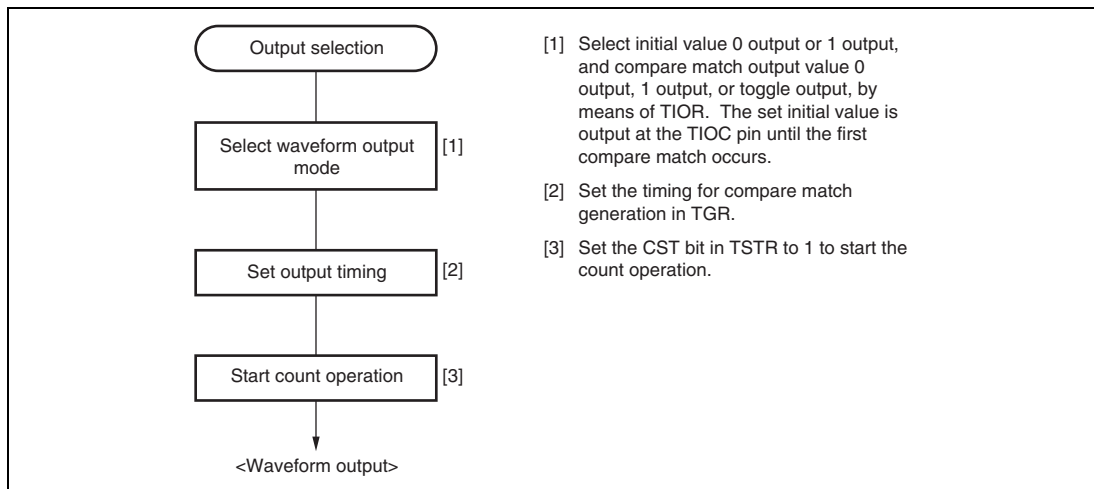 Output selection
Select waveform output
mode
[1]
Set output timing
[2]
Start count operation
[3]
<Waveform output>
[1] Select initial value 0 output or 1 output,
and compare match output value 0
output, 1 output, or toggle output, by
means of TIOR. The set initial value is
output at the TIOC pin until the first
compare match occurs.
[2] Set the timing for compare match
generation in TGR.
[3] Set the CST bit in TSTR to 1 to start the
count operation.